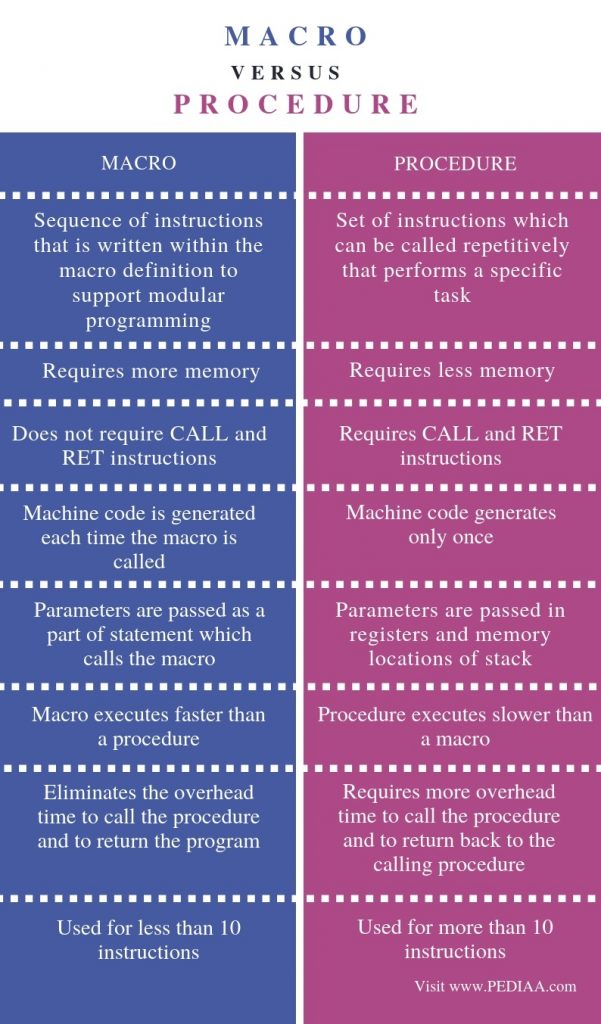 MACRO
VERSUS
PROCEDURE
MACRO
PROCEDURE
Sequence of instructions
that is written within the
macro definition to
support modular
programming
Set of instructions which
can be called repetitively
that performs a specific
task
Requires more memory
Requires less memory
Does not require CALL and
RET instructions
Requires CALL and RET
instructions
Machine code is generated
each time the macro is
called
Machine code generates
only once
Parameters are passed as a
part of statement which
calls the macro
Parameters are passed in
registers and memory
locations of stack
Macro executes faster than
a procedure
Procedure executes slower than
a macro
Eliminates the overhead
time to call the procedure
and to return the program
Requires more overhead
time to call the procedure
and to return back to the
calling procedure
Used for less than 10
instructions
Used for more than 10
instructions
Visit www.PEDIAA.com